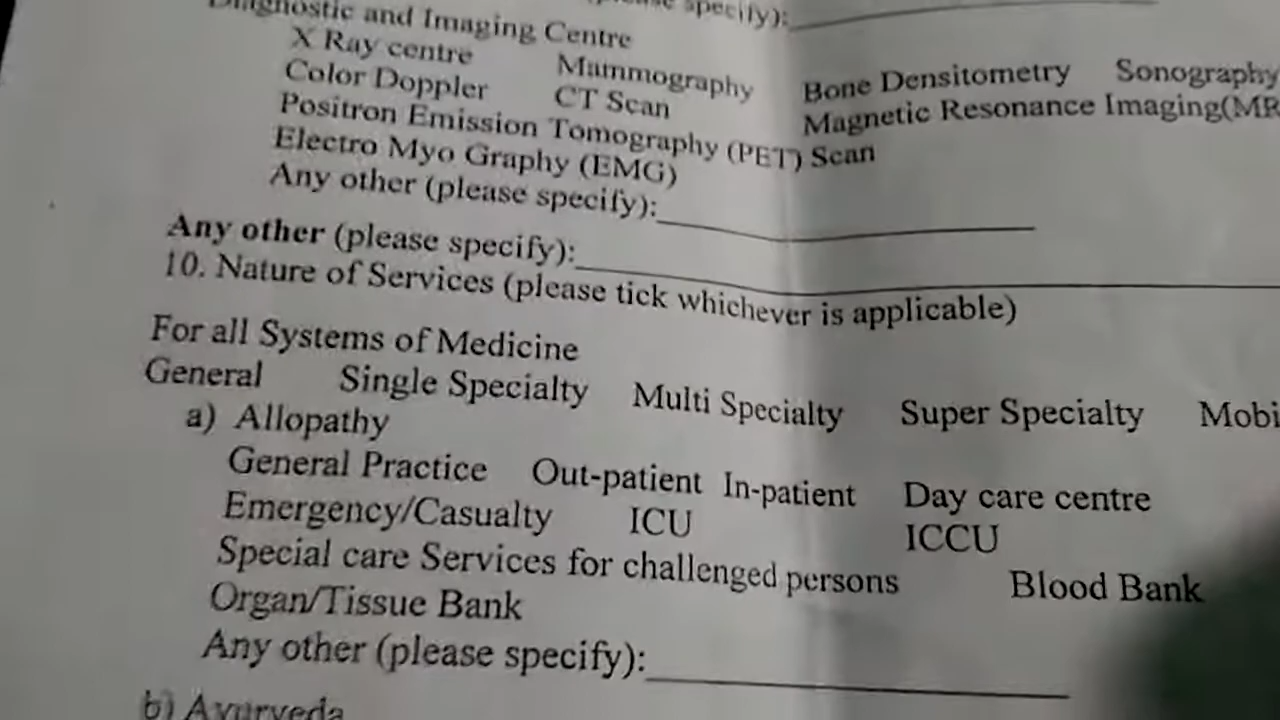 (please specify):
Diagnostic and Imaging Centre
X Ray centre Mammography Bone Densitometry Sonography
Color Doppler CT Scan Magnetic Resonance Imaging(MR
Positron Emission Tomography (PET) Scan
Electro Myo Graphy (EMG)
Any other (please specify):
Any other (please specify):
10. Nature of Services (please tick whichever is applicable)
For all Systems of Medicine
General Single Specialty Multi Specialty Super Specialty Mobi
a) Allopathy
General Practice Out-patient In-patient Day care centre
Emergency/Casualty ICU ICCU
Special care Services for challenged persons Blood Bank
Organ/Tissue Bank
Any other (please specify):
b) Ayurveda